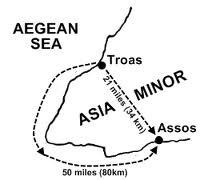 AEGEAN
SEA
Troas
MINOR
21 miles (34 km)
ASIA
Assos
50 miles (80km)